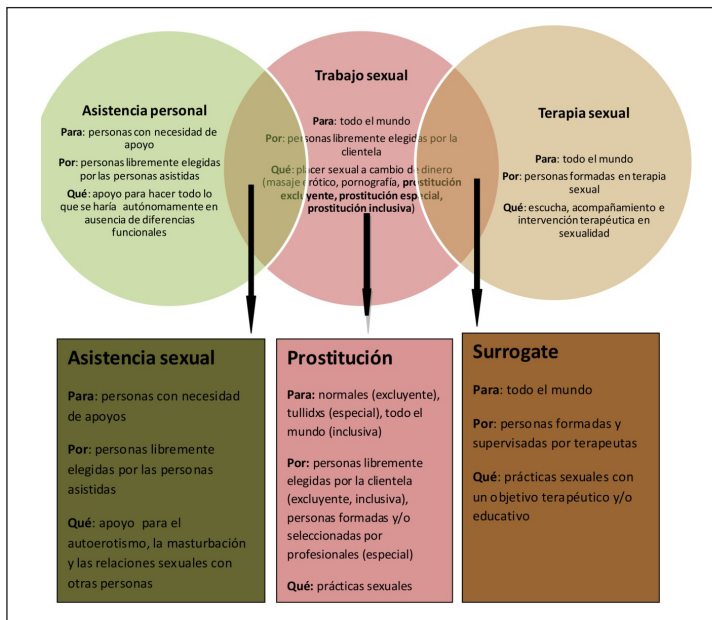 Asistencia personal
Para: personas con necesidad de
apoyo
Por: personas libremente elegidas
por las personas asistidas
Qué: apoyo para hacer todo lo
que se haría autónomamente en
ausencia de diferencias
funcionales
Trabajo sexual
Para: todo el mundo
Por: personas libremente elegidas por la
clientela
Qué: placer sexual a cambio de dinero
(masaje erótico, pornografía, prostitución
excluyente, prostitución especial,
prostitución inclusiva)
Terapia sexual
Para: todo el mundo
Por: personas formadas en terapia
sexual
Qué: escucha, acompañamiento e
intervención terapéutica en
sexualidad
Asistencia sexual
Para: personas con necesidad
de apoyos
Por: personas libremente
elegidas por las personas
asistidas
Qué: apoyo para el
autoerotismo, la masturbación
y las relaciones sexuales con
otras personas
Prostitución
Para: normales (excluyente),
tullidxs (especial), todo el
mundo (inclusiva)
Por: personas libremente
elegidas por la clientela
(excluyente, inclusiva),
personas formadas y/o
seleccionadas por
profesionales (especial)
Qué: prácticas sexuales
Surrogate
Para: todo el mundo
Por: personas formadas y
supervisadas por terapeutas
Qué: prácticas sexuales con
un objetivo terapéutico y/o
educativo